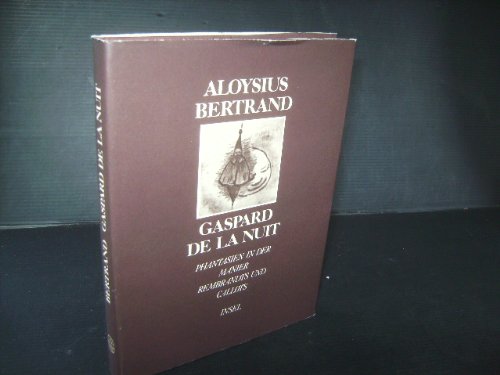 ALOYSIUS
BERTRAND
GASPARD
DE LA NUIT
PHANTASIEN IN DER
MANIER
REMBRANDTS UND
CALLOTS
INSEL
BERTRAND GASPARD DE LA NUIT